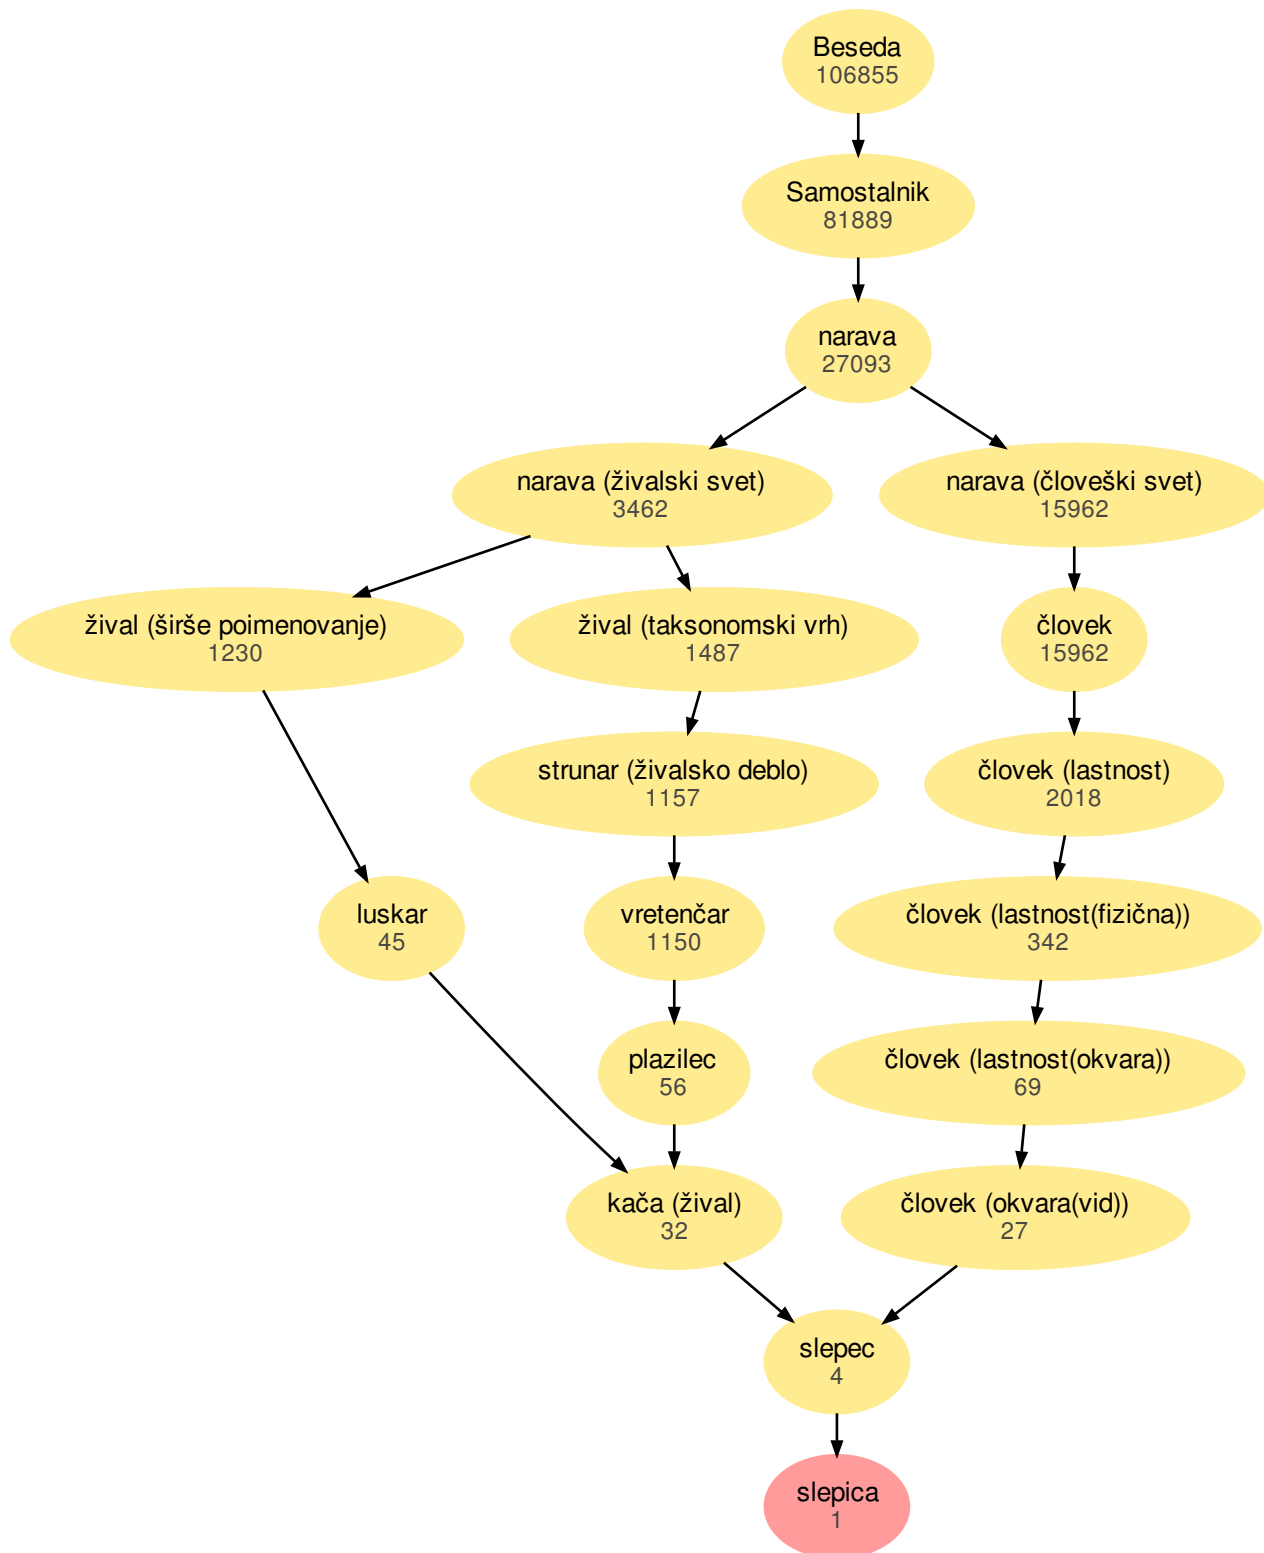 Beseda
106855
Samostalnik
81889
narava
27093
narava (živalski svet)
3462
narava (človeški svet)
15962
žival (širše poimenovanje)
1230
žival (taksonomski vrh)
1487
človek
15962
strunar (živalsko deblo)
1157
človek (lastnost)
2018
luskar
45
vretenčar
1150
človek (lastnost(fizična))
342
plazilec
56
človek (lastnost(okvara))
69
kača (žival)
32
človek (okvara(vid))
27
slepec
4
slepica
1